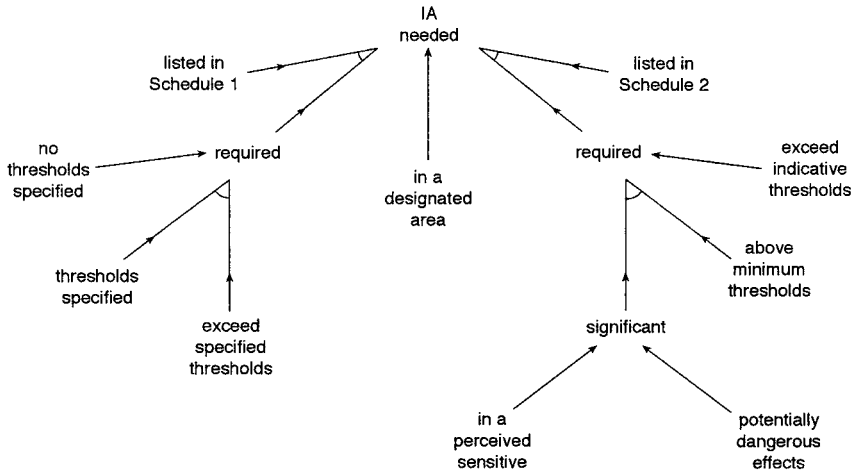 IA
needed
listed in
Schedule 1
listed in
Schedule 2
no
thresholds
specified
required
in a
designated
area
required
exceed
indicative
thresholds
thresholds
specified
above
minimum
thresholds
exceed
specified
thresholds
significant
in a
perceived
sensitive
potentially
dangerous
effects